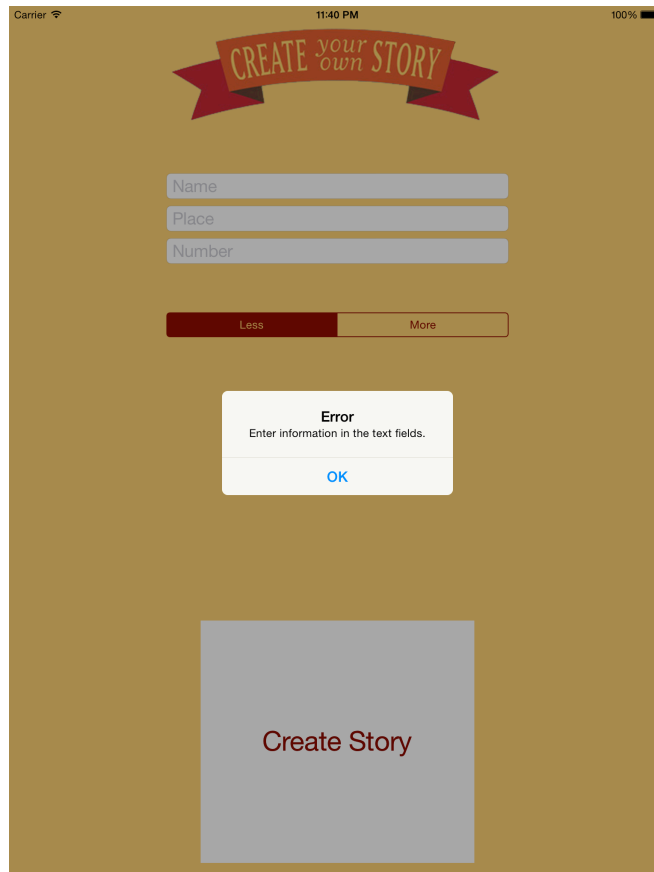 Carrier 11:40 PM 100%
CREATE your own STORY
Name
Place
Number
Less More
Error
Enter information in the text fields.
OK
Create Story